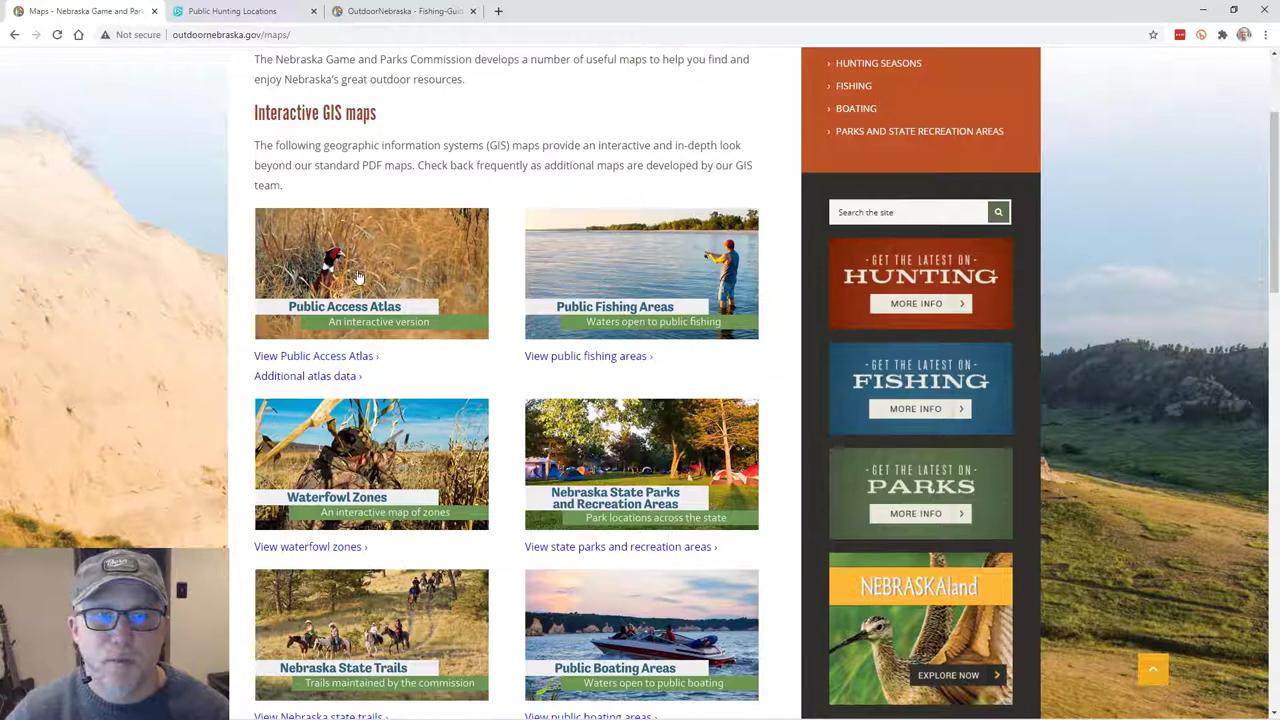 Maps - Nebraska Game and Park
Public Hunting Locations
OutdoorNebraska - Fishing-Guid
Not secure
outdoornebraska.gov/maps/
The Nebraska Game and Parks Commission develops a number of useful maps to help you find and
enjoy Nebraska's great outdoor resources.
Interactive GIS maps
The following geographic information systems (GIS) maps provide an interactive and in-depth look
beyond our standard PDF maps. Check back frequently as additional maps are developed by our GIS
team.
Public Access Atlas
An interactive version
View Public Access Atlas ›
Additional atlas data ›
Public Fishing Areas
Waters open to public fishing
View public fishing areas ›
Waterfowl Zones
An interactive map of zones
View waterfowl zones ›
Nebraska State Parks
and Recreation Areas
Park locations across the state
View state parks and recreation areas ›
Nebraska State Trails
Trails maintained by the commission
View Nebraska state trails ›
Public Boating Areas
Waters open to public boating
View public boating areas ›
› HUNTING SEASONS
› FISHING
› BOATING
› PARKS AND STATE RECREATION AREAS
Search the site
- GET THE LATEST ON -
HUNTING
MORE INFO >
- GET THE LATEST ON -
FISHING
MORE INFO >
- GET THE LATEST ON -
PARKS
MORE INFO >
NEBRASKAland
EXPLORE NOW >